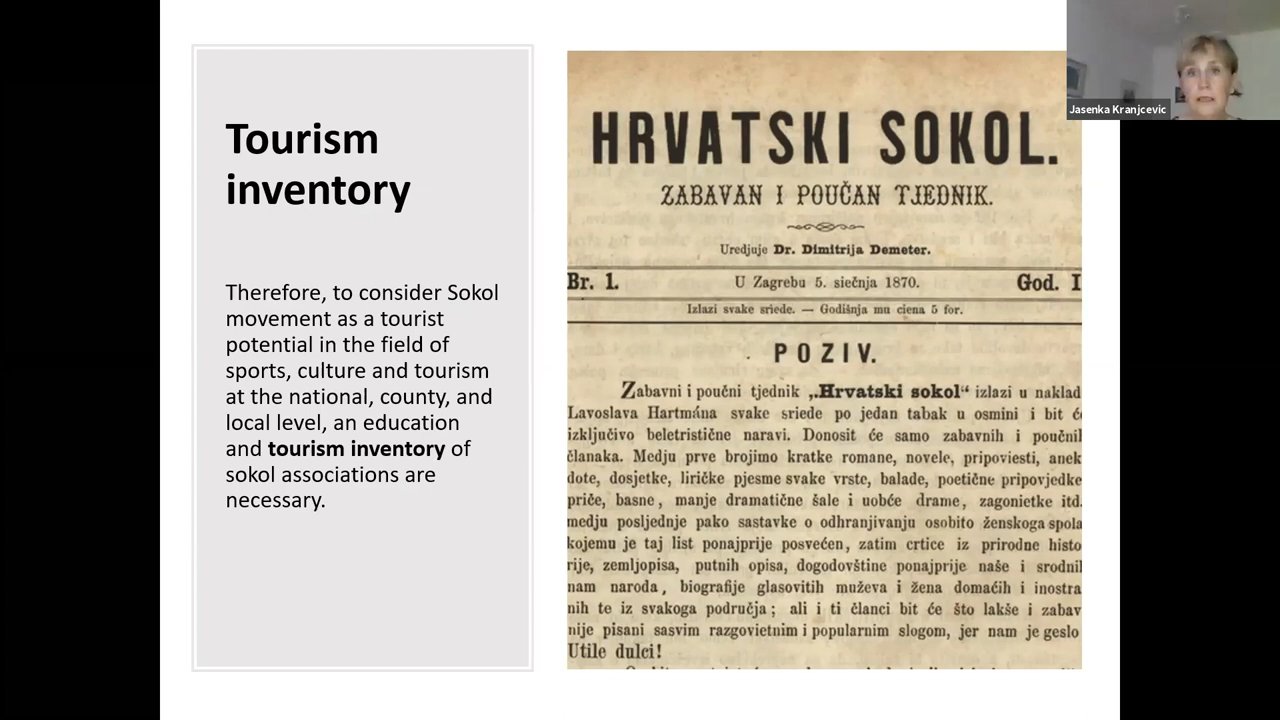 Tourism
inventory
Therefore, to consider Sokol
movement as a tourist
potential in the field of
sports, culture and tourism
at the national, county, and
local level, an education
and tourism inventory of
sokol associations are
necessary.
HRVATSKI SOKOL.
ZABAVAN I POUČAN TJEDNIK.
Uredjuje Dr. Dimitrija Demeter.
Br. 1. U Zagrebu 5. siečnja 1870. God. I
Izlazi svake sriede. — Godišnja mu ciena 5 for.
POZIV.
Zabavni i poučni tjednik „Hrvatski sokol“ izlazi u naklad
Lavoslava Hartmána svake sriede po jedan tabak u osmini i bit će
izključivo beletristične naravi. Donosit će samo zabavnih i poučnih
članaka. Medju prve brojimo kratke romane, novele, pripoviesti, anek
dote, dosjetke, liričke pjesme svake vrste, balade, poetične pripovjedke
priče, basne, manje dramatične šale i uobće drame, zagonietke itd.
medju posljednje pako sastavke o odhranjivanju osobito ženskoga spola
kojemu je taj list ponajprije posvećen, zatim crtice iz prirodne histo
rije, zemljopisa, putnih opisa, dogodovštine ponajprije naše i srodnih
nam naroda, biografije glasovitih muževa i žena domaćih i inostra
nih te iz svakoga područja; ali i ti članci bit će što lakše i zabav
nije pisani sasvim razgovietnim i popularnim slogom, jer nam je geslo
Utile dulci!
Jasenka Kranjcevic